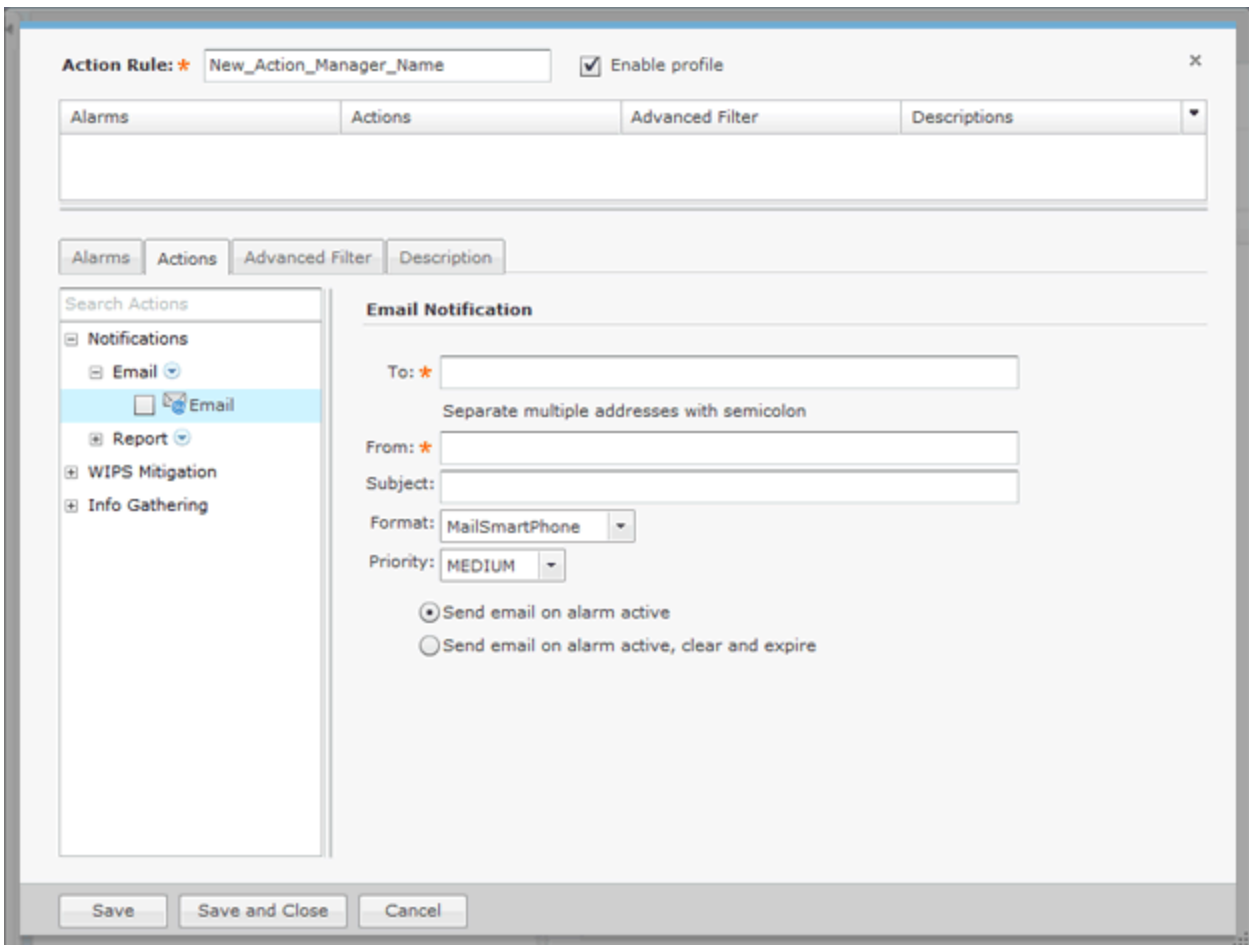 Action Rule: * New_Action_Manager_Name Enable profile
Alarms Actions Advanced Filter Descriptions
Alarms Actions Advanced Filter Description
Search Actions
Notifications
Email
Email
Report
WIPS Mitigation
Info Gathering
Email Notification
To: *
Separate multiple addresses with semicolon
From: *
Subject:
Format: MailSmartPhone
Priority: MEDIUM
Send email on alarm active
Send email on alarm active, clear and expire
Save Save and Close Cancel